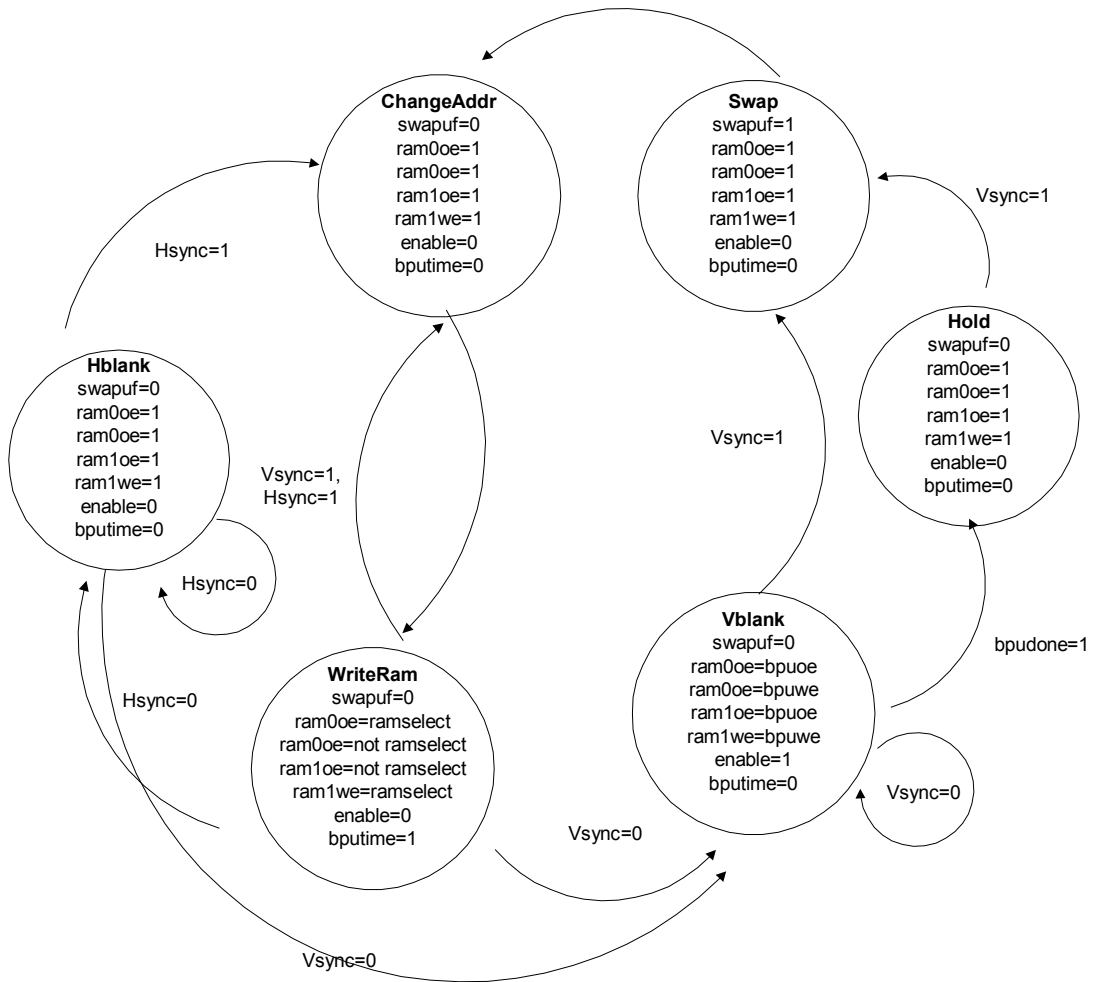 ChangeAddr
swapuf=0
ram0oe=1
ram0oe=1
ram1oe=1
ram1we=1
enable=0
bputime=0
Swap
swapuf=1
ram0oe=1
ram0oe=1
ram1oe=1
ram1we=1
enable=0
bputime=0
Vsync=1
Hsync=1
Hold
swapuf=0
ram0oe=1
ram0oe=1
ram1oe=1
ram1we=1
enable=0
bputime=0
Hblank
swapuf=0
ram0oe=1
ram0oe=1
ram1oe=1
ram1we=1
enable=0
bputime=0
Vsync=1,
Hsync=1
Vsync=1
Hsync=0
Vblank
swapuf=0
ram0oe=bpuoe
ram0oe=bpuwe
ram1oe=bpuoe
ram1we=bpuwe
enable=1
bputime=0
bpudone=1
Hsync=0
WriteRam
swapuf=0
ram0oe=ramselect
ram0oe=not ramselect
ram1oe=not ramselect
ram1we=ramselect
enable=0
bputime=1
Vsync=0
Vsync=0
Vsync=0